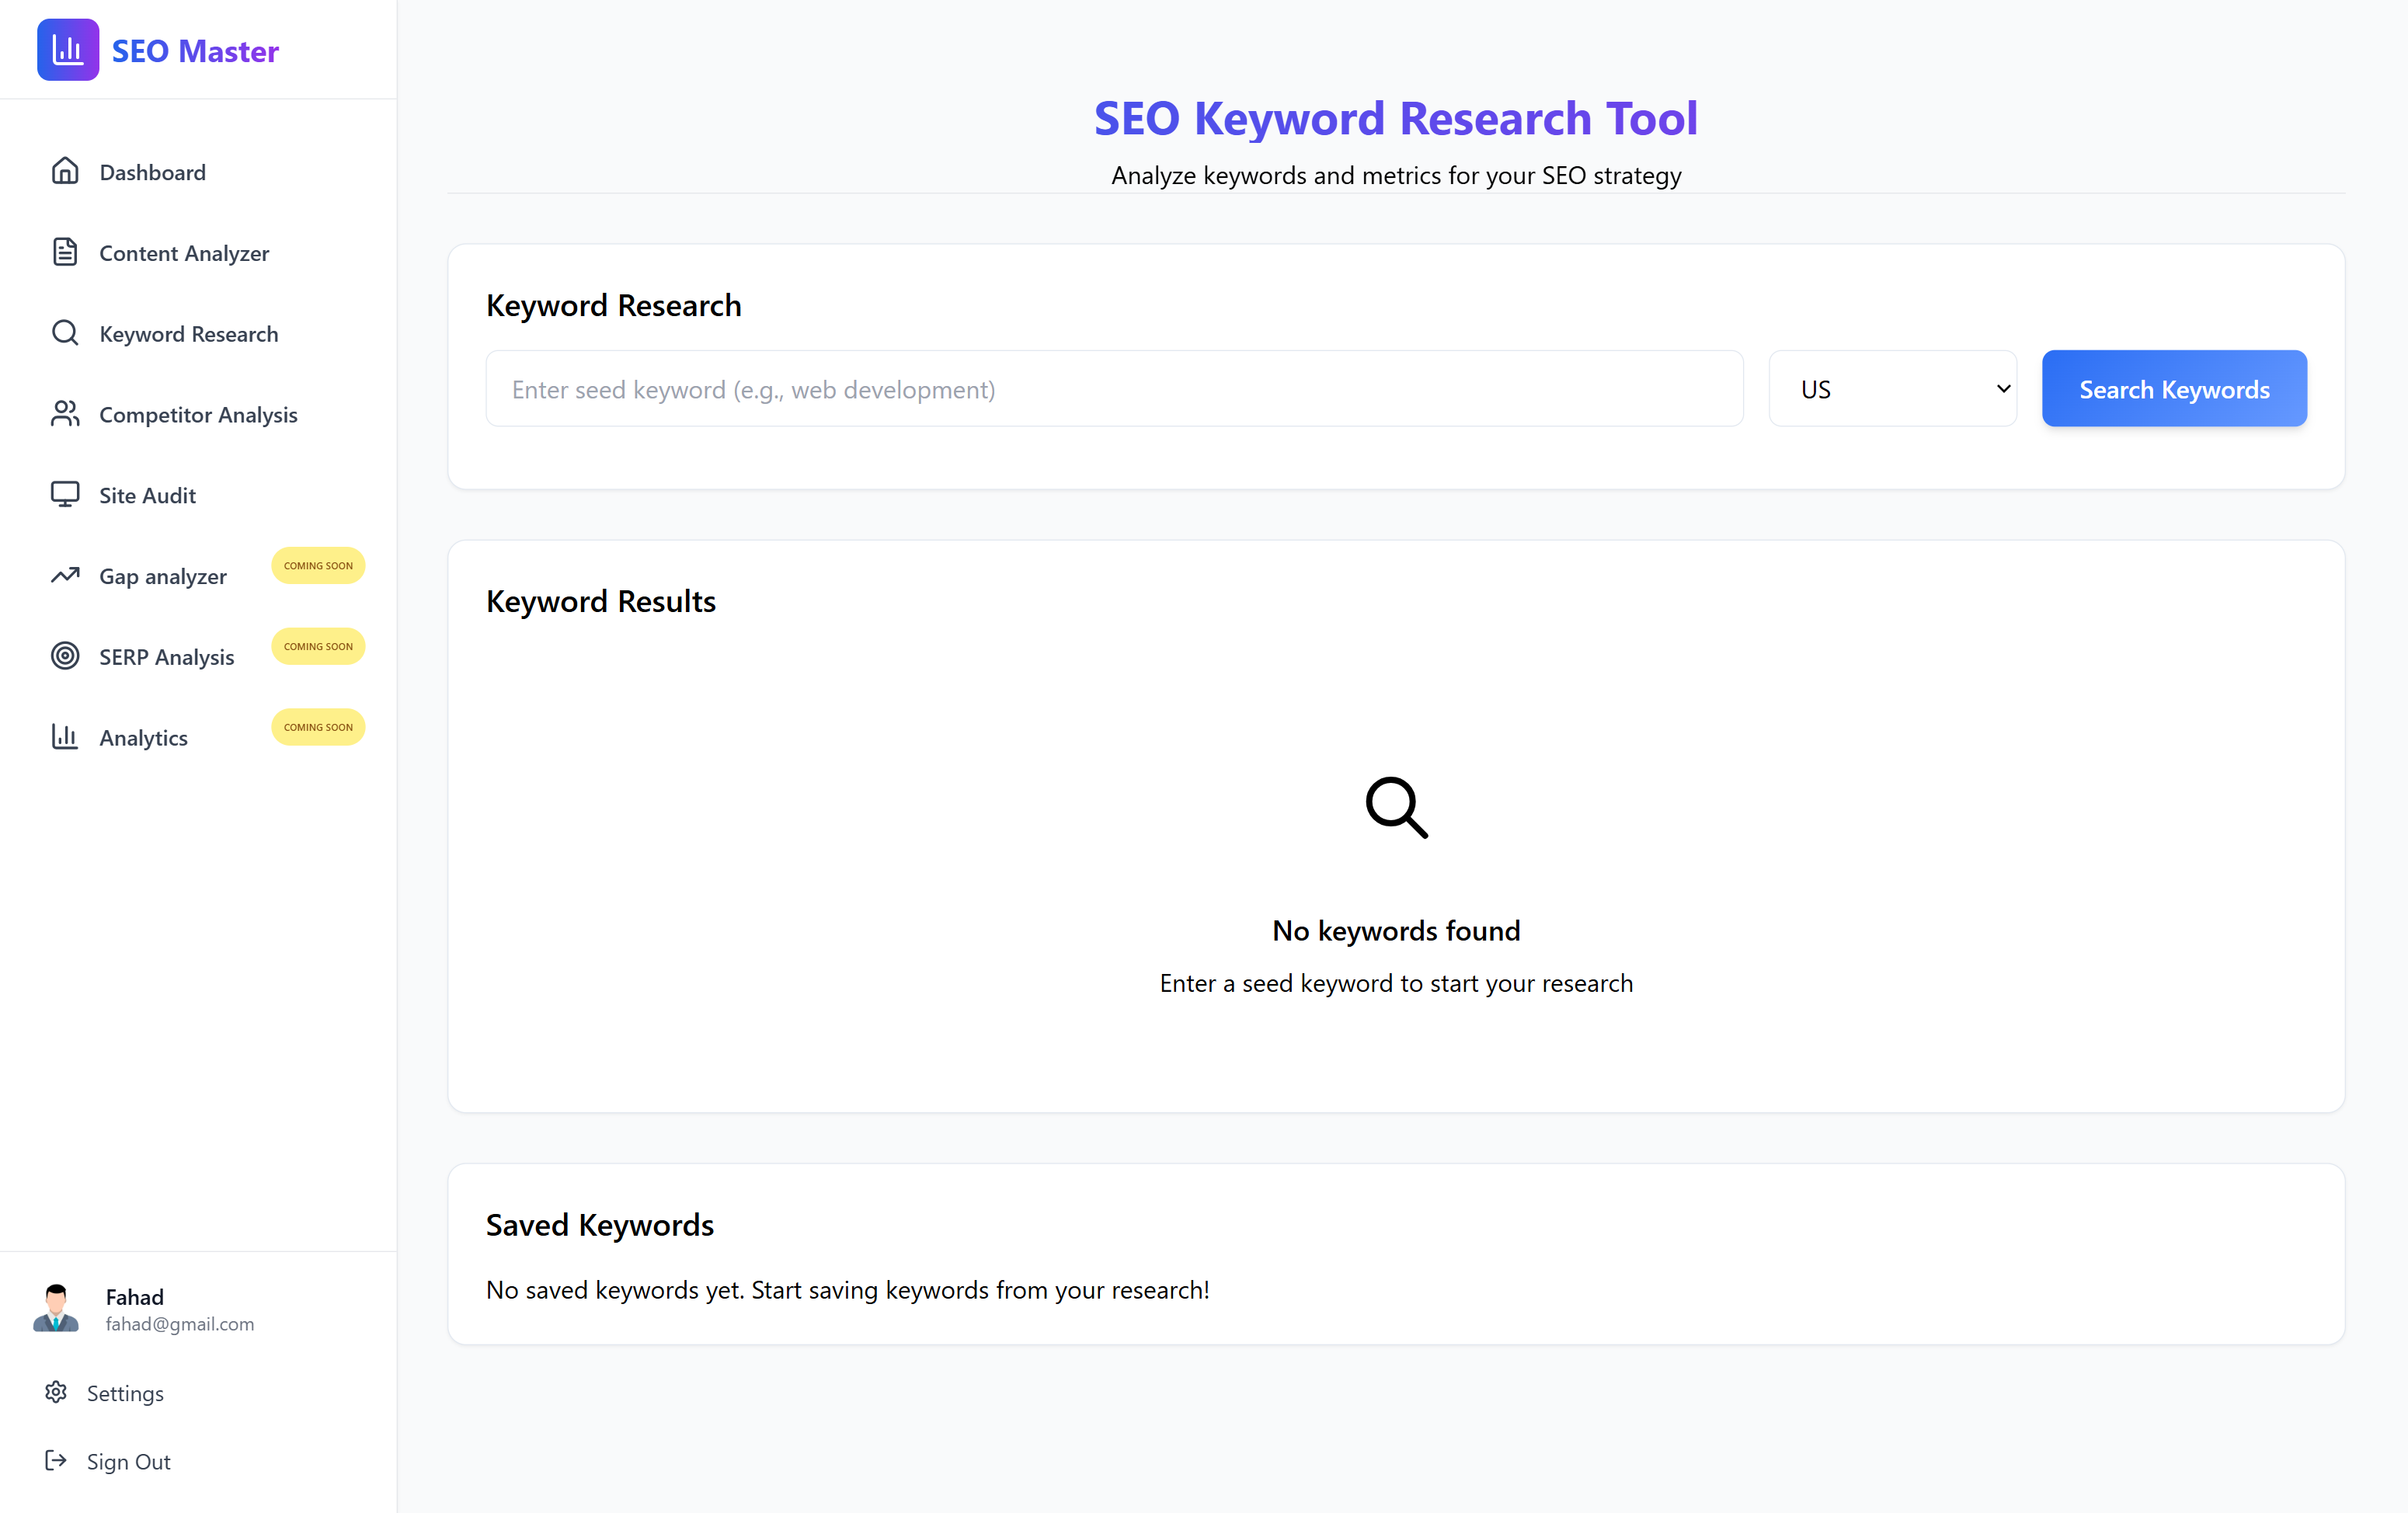 SEO Master
Dashboard
Content Analyzer
Keyword Research
Competitor Analysis
Site Audit
Gap analyzer
COMING SOON
SERP Analysis
COMING SOON
Analytics
COMING SOON
Fahad
fahad@gmail.com
Settings
Sign Out
SEO Keyword Research Tool
Analyze keywords and metrics for your SEO strategy
Keyword Research
Enter seed keyword (e.g., web development)
US
Search Keywords
Keyword Results
No keywords found
Enter a seed keyword to start your research
Saved Keywords
No saved keywords yet. Start saving keywords from your research!